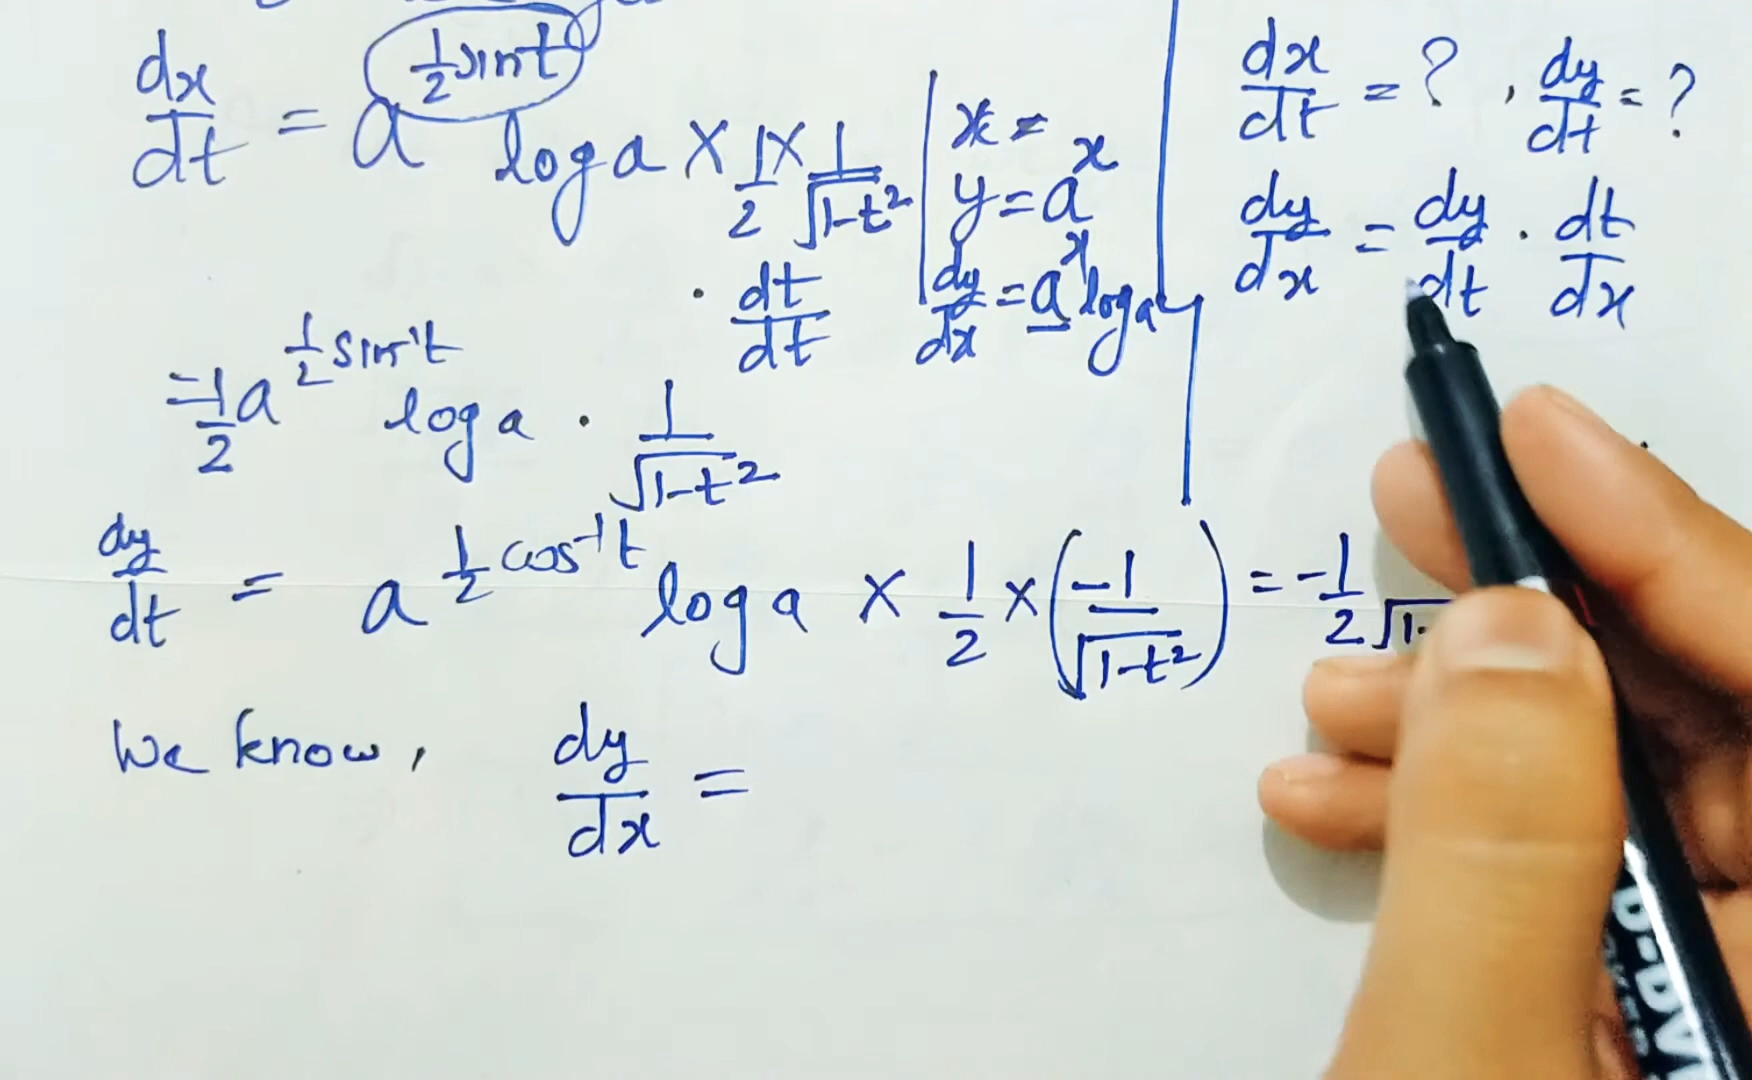 dx/dt = a^(½ sin⁻¹t) log a × 1/2 × 1/√(1-t²)
· dt/dt
x =
y = a^x
dy/dx = a^x log a
dx/dt = ? , dy/dt = ?
dy/dx = dy/dt · dt/dx
= 1/2 a^(½ sin⁻¹t) log a · 1/√(1-t²)
dy/dt = a^(½ cos⁻¹t) log a × 1/2 × (-1/√(1-t²)) = -1/2√1-
We know, dy/dx =